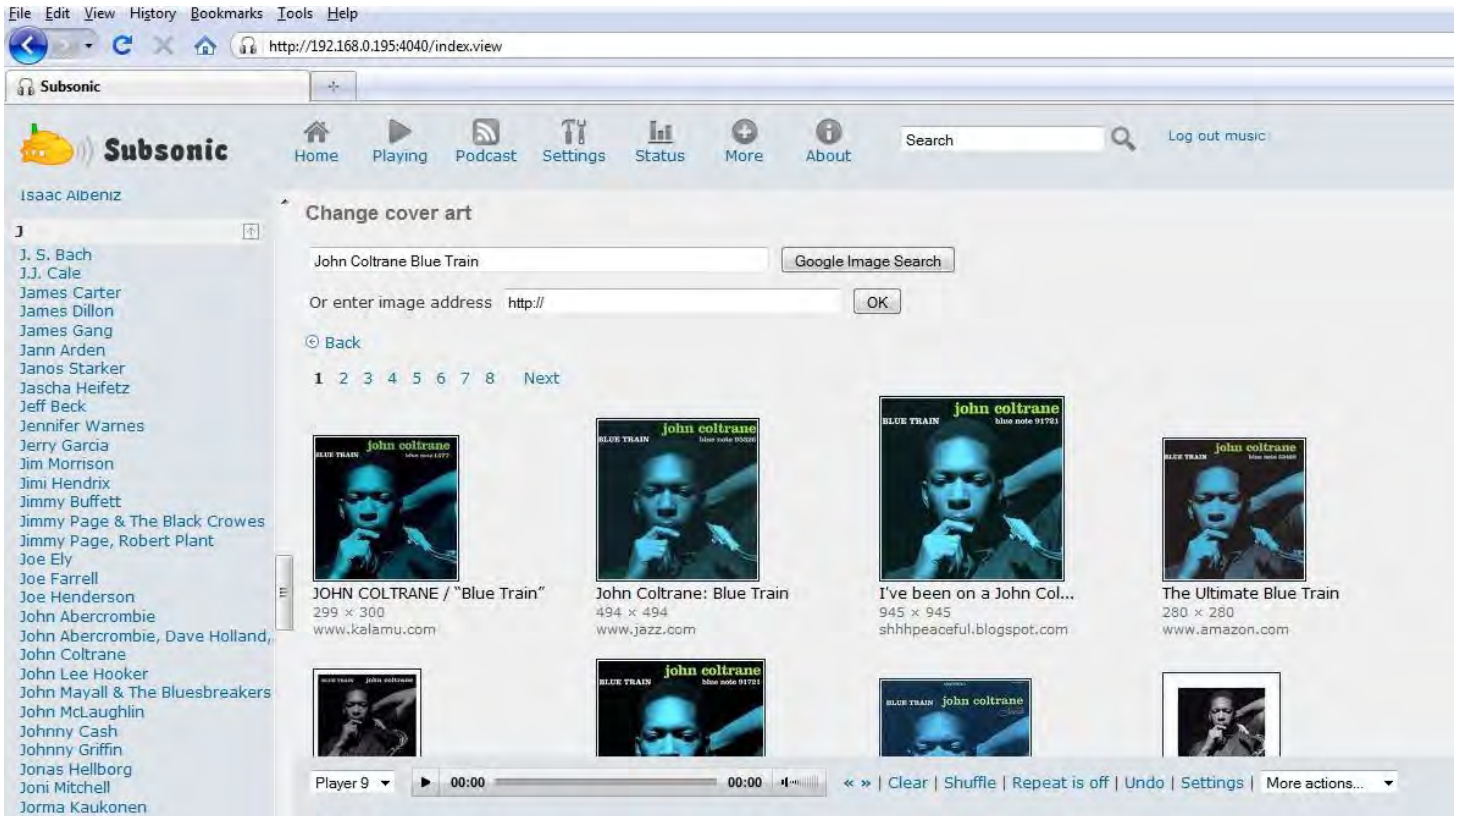 File Edit View History Bookmarks Tools Help
http://192.168.0.195:4040/index.view
Subsonic
Subsonic
Home Playing Podcast Settings Status More About
Search
Log out music
Isaac Albeniz
J
J. S. Bach
J.J. Cale
James Carter
James Dillon
James Gang
Jann Arden
Janos Starker
Jascha Heifetz
Jeff Beck
Jennifer Warnes
Jerry Garcia
Jim Morrison
Jimi Hendrix
Jimmy Buffett
Jimmy Page & The Black Crowes
Jimmy Page, Robert Plant
Joe Ely
Joe Farrell
Joe Henderson
John Abercrombie
John Abercrombie, Dave Holland,
John Coltrane
John Lee Hooker
John Mayall & The Bluesbreakers
John McLaughlin
Johnny Cash
Johnny Griffin
Jonas Hellborg
Joni Mitchell
Jorma Kaukonen
Change cover art
John Coltrane Blue Train
Google Image Search
Or enter image address http:// OK
Back
1 2 3 4 5 6 7 8 Next
john coltrane
BLUE TRAIN
JOHN COLTRANE / “Blue Train”
299 × 300
www.kalamu.com
john coltrane
BLUE TRAIN
John Coltrane: Blue Train
494 × 494
www.jazz.com
john coltrane
BLUE TRAIN blue note 91721
I've been on a John Col...
945 × 945
shhhpeaceful.blogspot.com
john coltrane
BLUE TRAIN
The Ultimate Blue Train
280 × 280
www.amazon.com
BLUE TRAIN john coltrane
john coltrane
BLUE TRAIN blue note 91721
BLUE TRAIN john coltrane
Player 9
00:00 00:00
« » | Clear | Shuffle | Repeat is off | Undo | Settings | More actions...